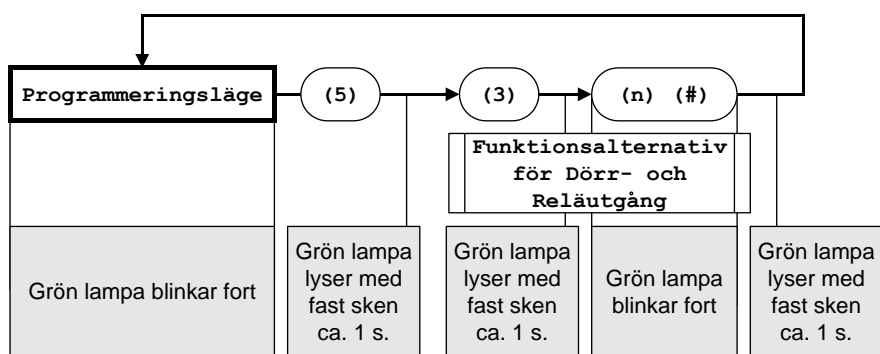 Programmeringsläge
(5)
(3)
(n) (#)
Funktionsalternativ
för Dörr- och
Reläutgång
Grön lampa blinkar fort
Grön lampa
lyser med
fast sken
ca. 1 s.
Grön lampa
lyser med
fast sken
ca. 1 s.
Grön lampa
blinkar fort
Grön lampa
lyser med
fast sken
ca. 1 s.